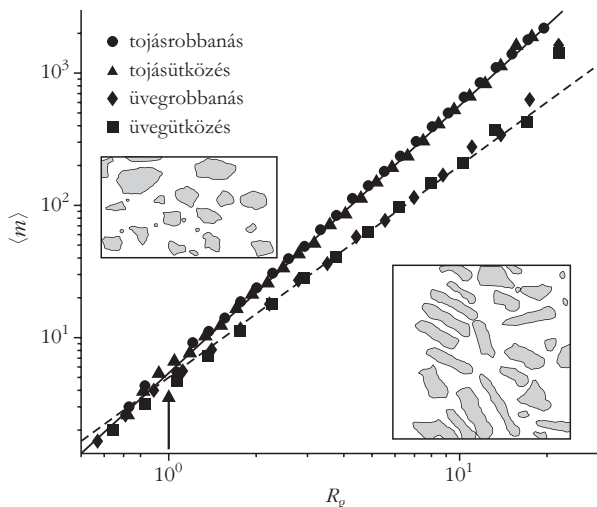 tojásrobbanás
tojásütközés
üvegrobbanás
üvegütközés
10³
10²
10¹
⟨m⟩
10⁰
10¹
R_g